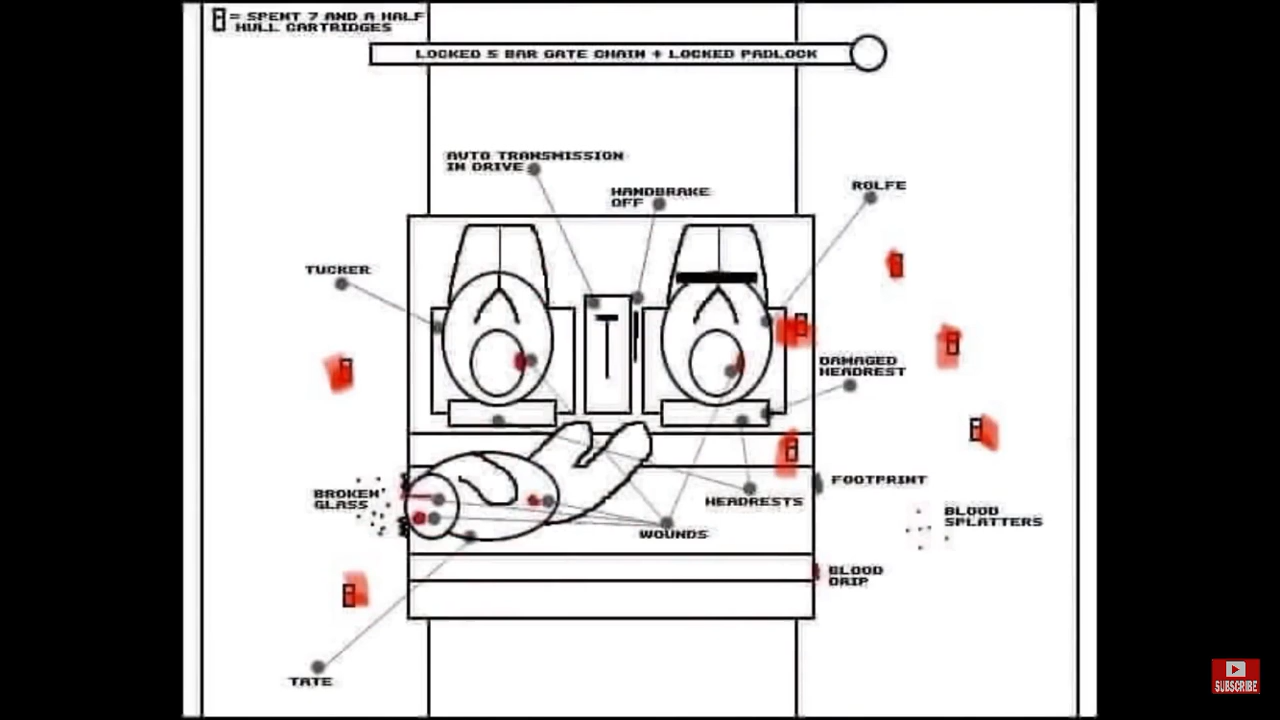 = SPENT 7 AND A HALF
HULL CARTRIDGES
LOCKED 5 BAR GATE CHAIN + LOCKED PADLOCK
AUTO TRANSMISSION
IN DRIVE
HANDBRAKE
OFF
ROLFE
TUCKER
DAMAGED
HEADREST
BROKEN
GLASS
HEADRESTS
FOOTPRINT
WOUNDS
BLOOD
SPLATTERS
BLOOD
DRIP
TATE
SUBSCRIBE